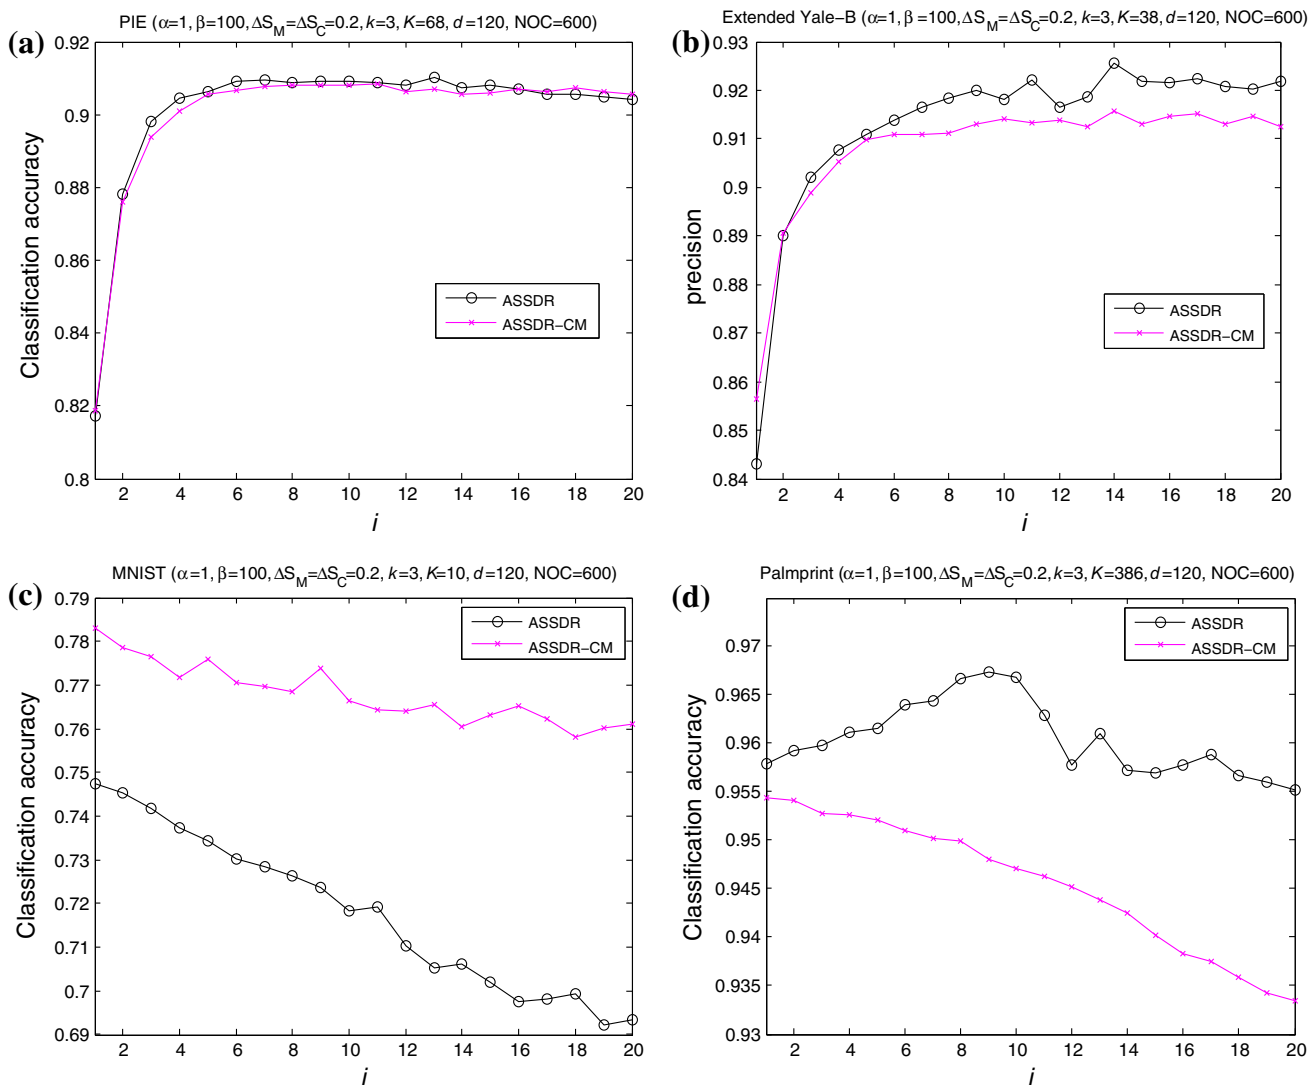 (a)
PIE (α=1, β=100, ΔS_M=ΔS_C=0.2, k=3, K=68, d=120, NOC=600)
0.92
0.9
0.88
0.86
0.84
0.82
0.8
Classification accuracy
ASSDR
ASSDR-CM
2 4 6 8 10 12 14 16 18 20
i
(b)
Extended Yale-B (α=1, β=100, ΔS_M=ΔS_C=0.2, k=3, K=38, d=120, NOC=600)
0.93
0.92
0.91
0.9
0.89
0.88
0.87
0.86
0.85
0.84
precision
ASSDR
ASSDR-CM
2 4 6 8 10 12 14 16 18 20
i
(c)
MNIST (α=1, β=100, ΔS_M=ΔS_C=0.2, k=3, K=10, d=120, NOC=600)
0.79
0.78
0.77
0.76
0.75
0.74
0.73
0.72
0.71
0.7
0.69
Classification accuracy
ASSDR
ASSDR-CM
2 4 6 8 10 12 14 16 18 20
i
(d)
Palmprint (α=1, β=100, ΔS_M=ΔS_C=0.2, k=3, K=386, d=120, NOC=600)
0.97
0.965
0.96
0.955
0.95
0.945
0.94
0.935
0.93
Classification accuracy
ASSDR
ASSDR-CM
2 4 6 8 10 12 14 16 18 20
i